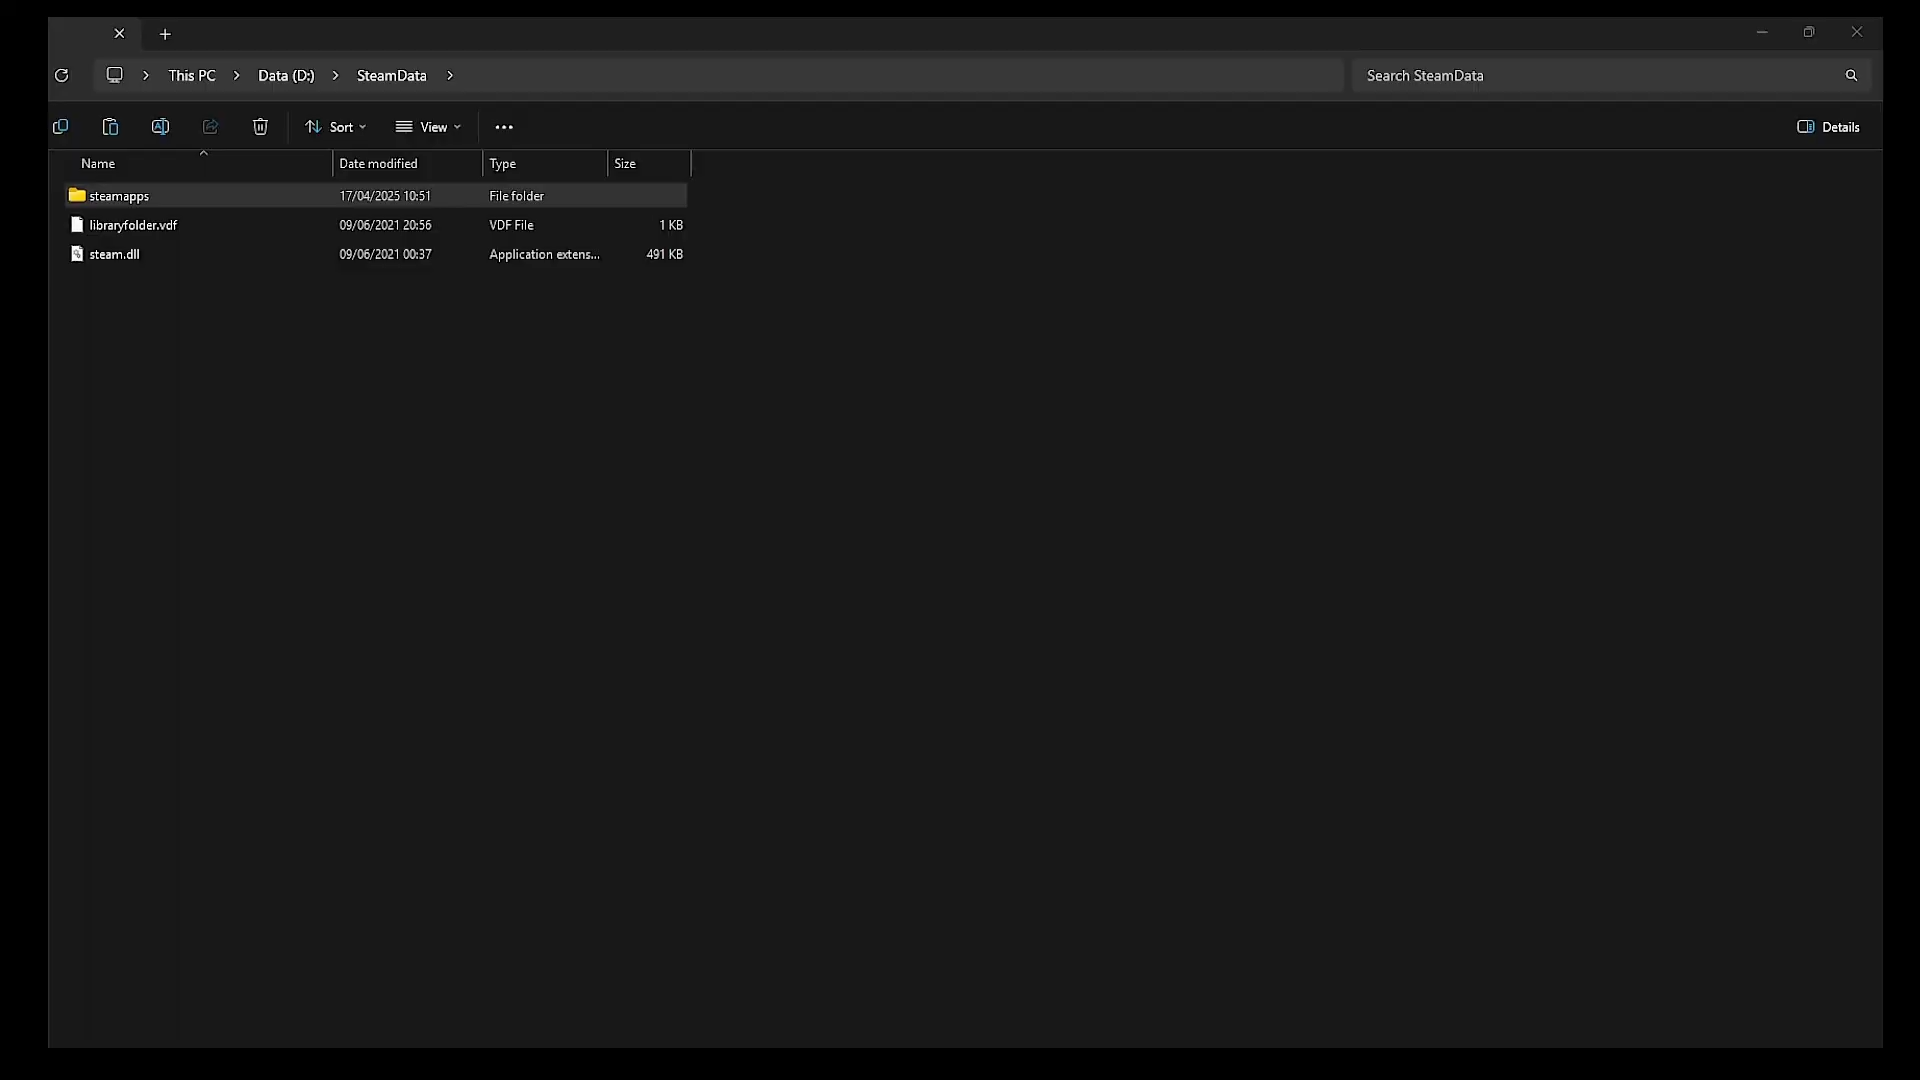 This PC > Data (D:) > SteamData >
Search SteamData
Sort
View
Details
Name Date modified Type Size
steamapps 17/04/2025 10:51 File folder
libraryfolder.vdf 09/06/2021 20:56 VDF File 1 KB
steam.dll 09/06/2021 00:37 Application extens... 491 KB